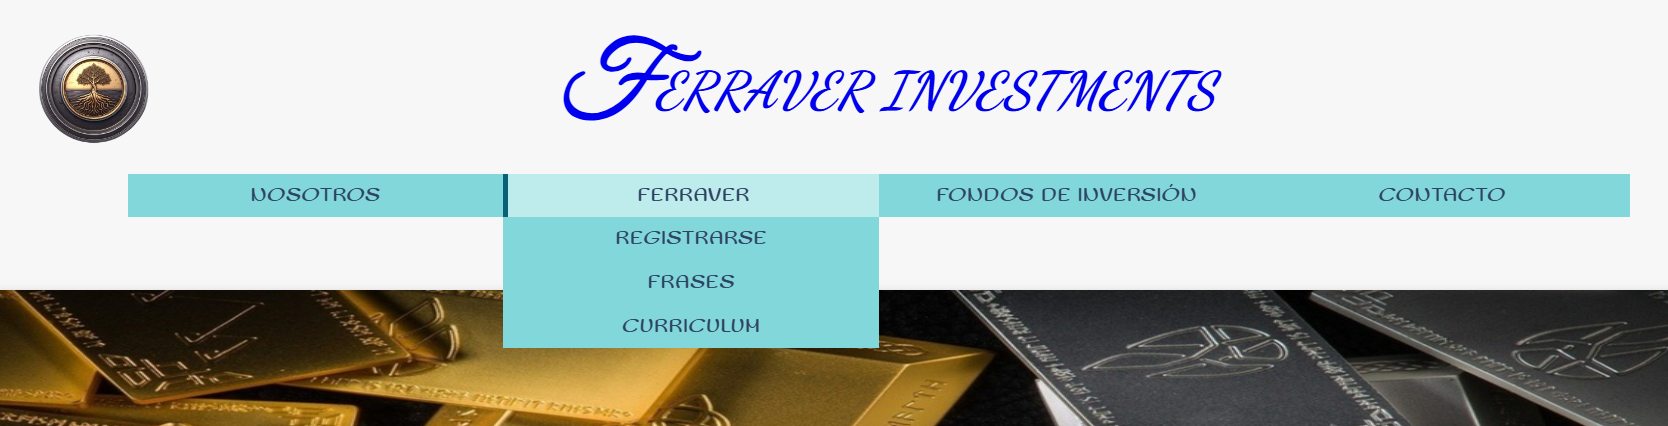 FERRAVER INVESTMENTS
NOSOTROS FERRAVER FONDOS DE INVERSIÓN CONTACTO
REGISTRARSE
FRASES
CURRICULUM